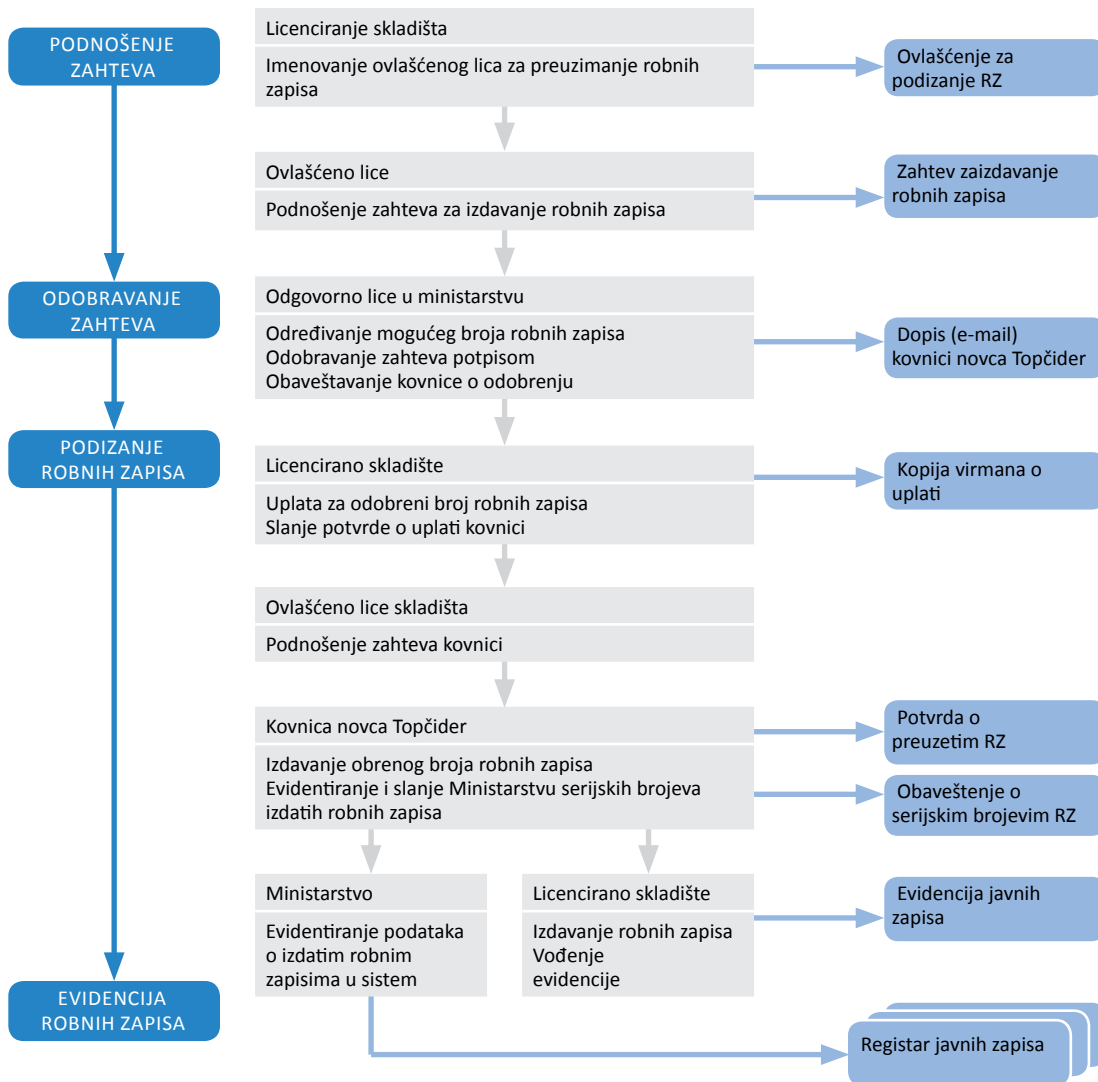 PODNOŠENJE
ZAHTEVA
Licenciranje skladišta
Imenovanje ovlašćenog lica za preuzimanje robnih
zapisa
Ovlašćenje za
podizanje RZ
Ovlašćeno lice
Podnošenje zahteva za izdavanje robnih zapisa
Zahtev zaizdavanje
robnih zapisa
ODOBRAVANJE
ZAHTEVA
Odgovorno lice u ministarstvu
Određivanje mogućeg broja robnih zapisa
Odobravanje zahteva potpisom
Obaveštavanje kovnice o odobrenju
Dopis (e-mail)
kovnici novca Topčider
PODIZANJE
ROBNIH ZAPISA
Licencirano skladište
Uplata za odobreni broj robnih zapisa
Slanje potvrde o uplati kovnici
Kopija virmana o
uplati
Ovlašćeno lice skladišta
Podnošenje zahteva kovnici
Kovnica novca Topčider
Izdavanje obrenog broja robnih zapisa
Evidentiranje i slanje Ministarstvu serijskih brojeva
izdatih robnih zapisa
Potvrda o
preuzetim RZ
Obaveštenje o
serijskim brojevim RZ
Ministarstvo
Evidentiranje podataka
o izdatim robnim
zapisima u sistem
Licencirano skladište
Izdavanje robnih zapisa
Vođenje
evidencije
Evidencija javnih
zapisa
EVIDENCIJA
ROBNIH ZAPISA
Registar javnih zapisa